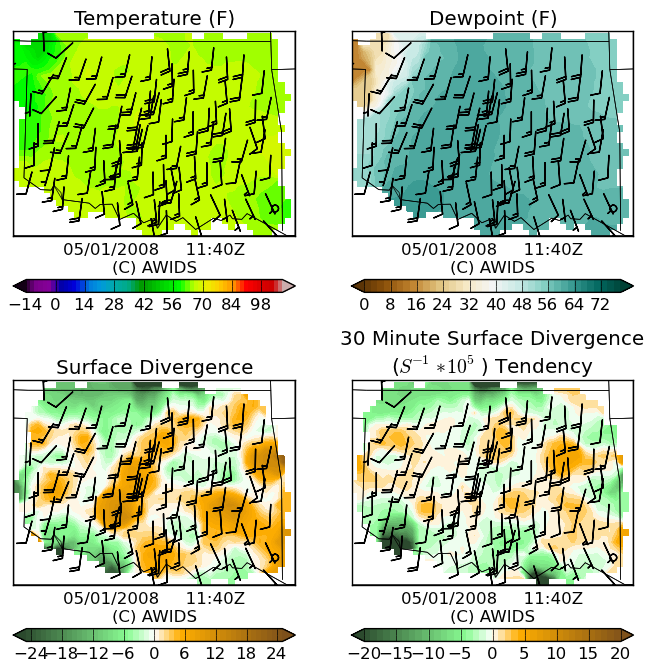 Temperature (F)
05/01/2008 11:40Z
(C) AWIDS
−14 0 14 28 42 56 70 84 98
Dewpoint (F)
05/01/2008 11:40Z
(C) AWIDS
0 8 16 24 32 40 48 56 64 72
Surface Divergence
05/01/2008 11:40Z
(C) AWIDS
−24 −18 −12 −6 0 6 12 18 24
30 Minute Surface Divergence
(S⁻¹ *10⁵ ) Tendency
05/01/2008 11:40Z
(C) AWIDS
−20 −15 −10 −5 0 5 10 15 20